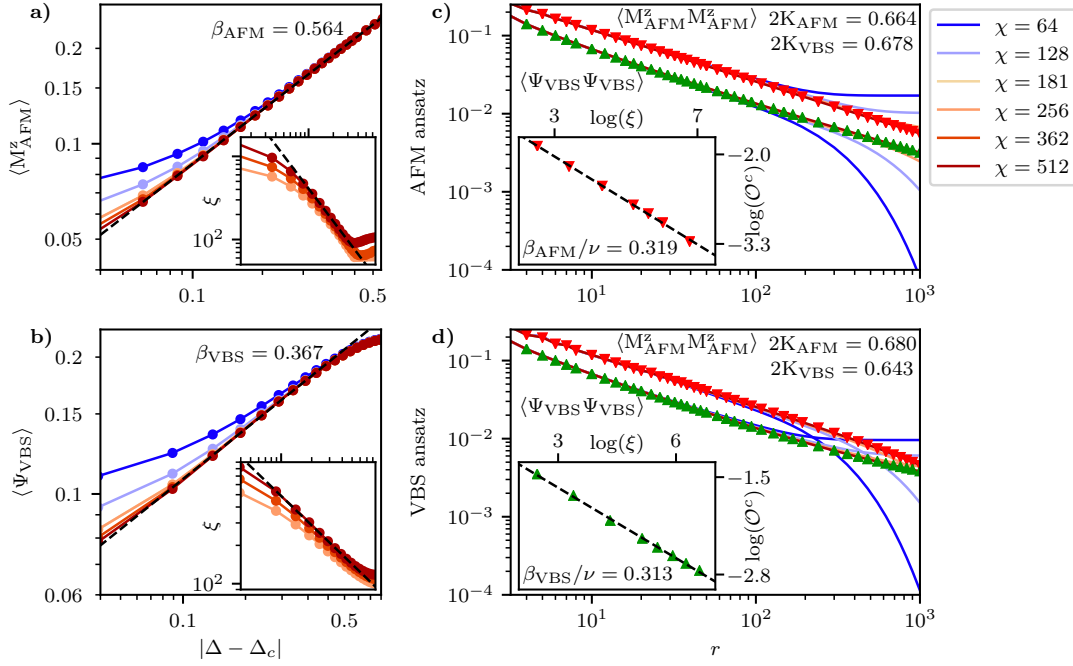 a)
β_AFM = 0.564
0.2
0.15
0.1
0.05
⟨M^z_AFM⟩
ξ
10^2
0.1
0.5
b)
β_VBS = 0.367
0.2
0.15
0.1
0.06
⟨Ψ_VBS⟩
ξ
10^2
0.1
0.5
|Δ − Δ_c|
c)
⟨M^z_AFM M^z_AFM⟩
2K_AFM = 0.664
2K_VBS = 0.678
⟨Ψ_VBS Ψ_VBS⟩
10^−1
10^−2
10^−3
10^−4
AFM ansatz
3
log(ξ)
7
−2.0
log(O^c)
−3.3
β_AFM/ν = 0.319
10^1
10^2
10^3
d)
⟨M^z_AFM M^z_AFM⟩
2K_AFM = 0.680
2K_VBS = 0.643
⟨Ψ_VBS Ψ_VBS⟩
10^−1
10^−2
10^−3
10^−4
VBS ansatz
3
log(ξ)
6
−1.5
log(O^c)
−2.8
β_VBS/ν = 0.313
10^1
10^2
10^3
r
χ = 64
χ = 128
χ = 181
χ = 256
χ = 362
χ = 512